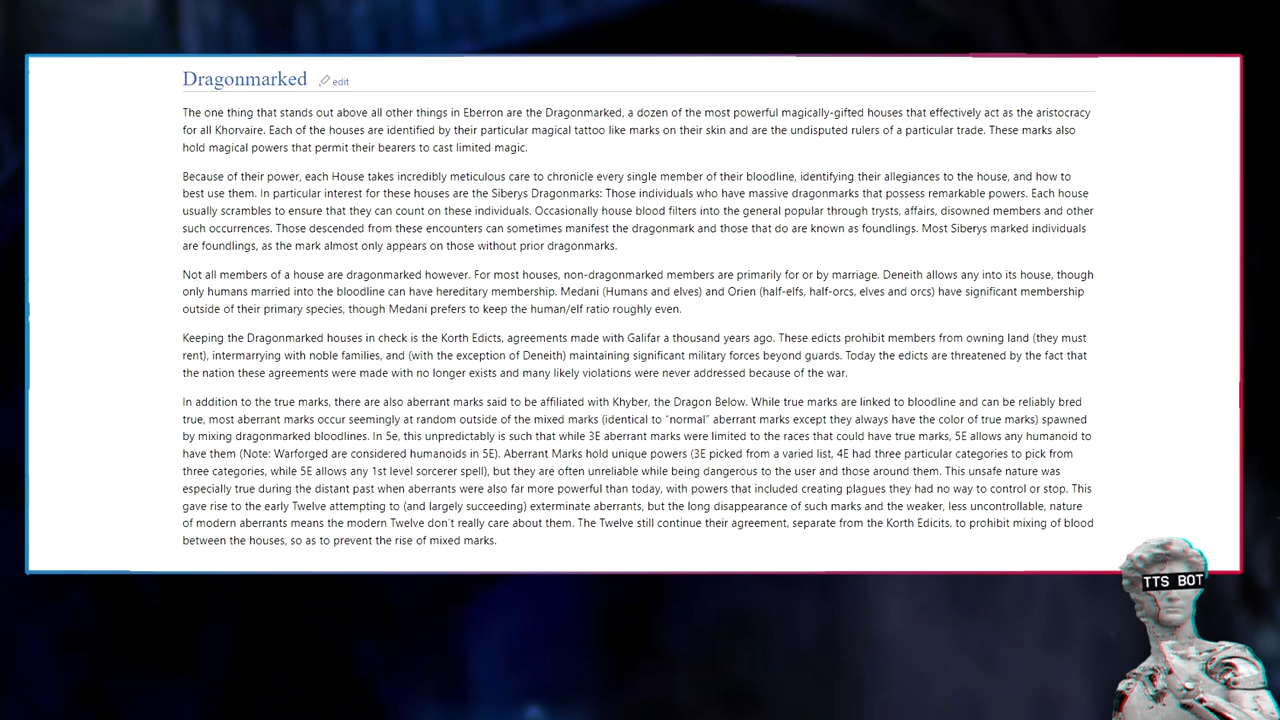 Dragonmarked edit
The one thing that stands out above all other things in Eberron are the Dragonmarked, a dozen of the most powerful magically-gifted houses that effectively act as the aristocracy
for all Khorvaire. Each of the houses are identified by their particular magical tattoo like marks on their skin and are the undisputed rulers of a particular trade. These marks also
hold magical powers that permit their bearers to cast limited magic.
Because of their power, each House takes incredibly meticulous care to chronicle every single member of their bloodline, identifying their allegiances to the house, and how to
best use them. In particular interest for these houses are the Siberys Dragonmarks: Those individuals who have massive dragonmarks that possess remarkable powers. Each house
usually scrambles to ensure that they can count on these individuals. Occasionally house blood filters into the general popular through trysts, affairs, disowned members and other
such occurrences. Those descended from these encounters can sometimes manifest the dragonmark and those that do are known as foundlings. Most Siberys marked individuals
are foundlings, as the mark almost only appears on those without prior dragonmarks.
Not all members of a house are dragonmarked however. For most houses, non-dragonmarked members are primarily for or by marriage. Deneith allows any into its house, though
only humans married into the bloodline can have hereditary membership. Medani (Humans and elves) and Orien (half-elfs, half-orcs, elves and orcs) have significant membership
outside of their primary species, though Medani prefers to keep the human/elf ratio roughly even.
Keeping the Dragonmarked houses in check is the Korth Edicts, agreements made with Galifar a thousand years ago. These edicts prohibit members from owning land (they must
rent), intermarrying with noble families, and (with the exception of Deneith) maintaining significant military forces beyond guards. Today the edicts are threatened by the fact that
the nation these agreements were made with no longer exists and many likely violations were never addressed because of the war.
In addition to the true marks, there are also aberrant marks said to be affiliated with Khyber, the Dragon Below. While true marks are linked to bloodline and can be reliably bred
true, most aberrant marks occur seemingly at random outside of the mixed marks (identical to "normal" aberrant marks except they always have the color of true marks) spawned
by mixing dragonmarked bloodlines. In 5e, this unpredictably is such that while 3E aberrant marks were limited to the races that could have true marks, 5E allows any humanoid to
have them (Note: Warforged are considered humanoids in 5E). Aberrant Marks hold unique powers (3E picked from a varied list, 4E had three particular categories to pick from
three categories, while 5E allows any 1st level sorcerer spell), but they are often unreliable while being dangerous to the user and those around them. This unsafe nature was
especially true during the distant past when aberrants were also far more powerful than today, with powers that included creating plagues they had no way to control or stop. This
gave rise to the early Twelve attempting to (and largely succeeding) exterminate aberrants, but the long disappearance of such marks and the weaker, less uncontrollable, nature
of modern aberrants means the modern Twelve don't really care about them. The Twelve still continue their agreement, separate from the Korth Edicits, to prohibit mixing of blood
between the houses, so as to prevent the rise of mixed marks.
TTS BOT